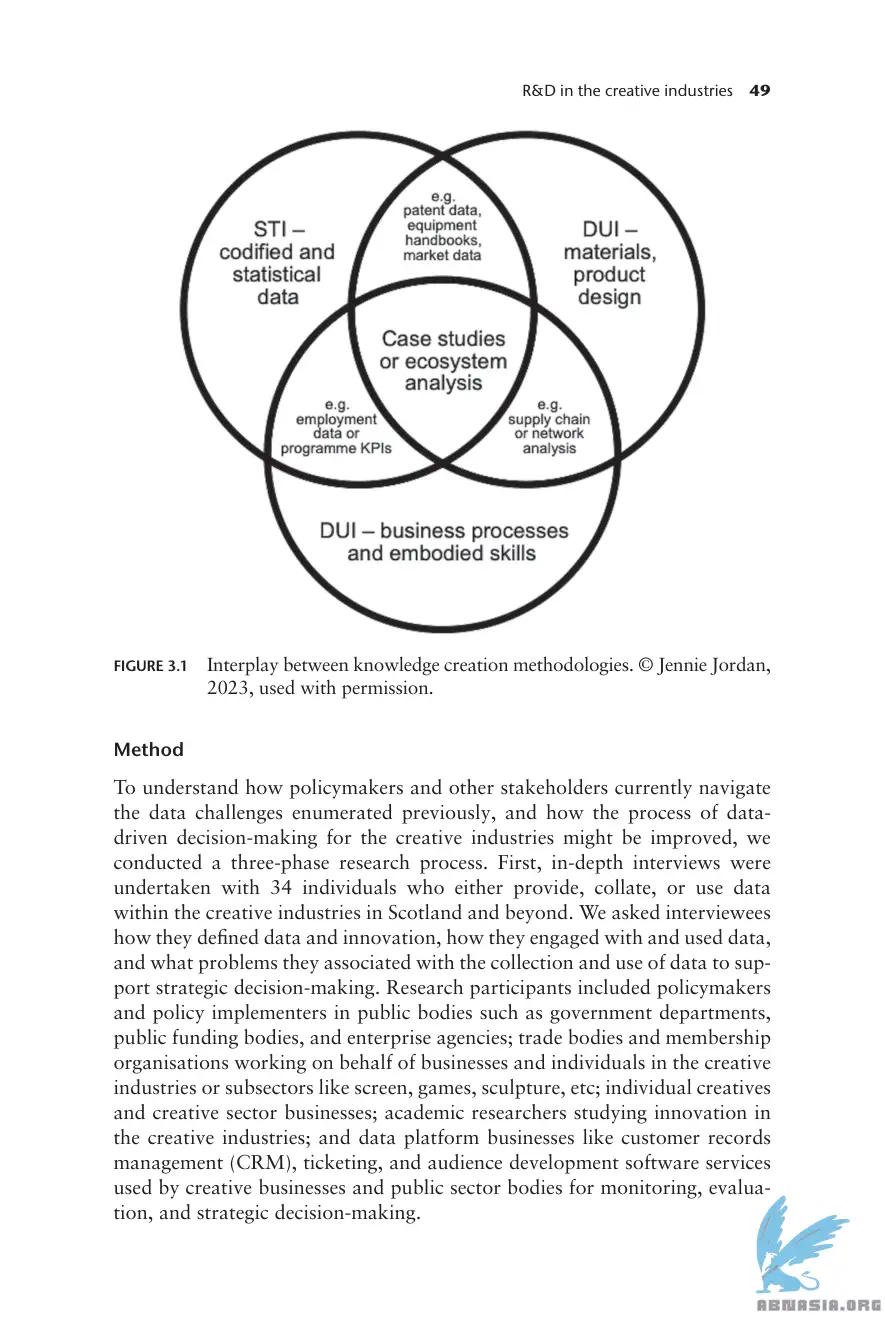 R&D in the creative industries 49
STI –
codified and
statistical
data
e.g.
patent data,
equipment
handbooks,
market data
DUI –
materials,
product
design
Case studies
or ecosystem
analysis
e.g.
employment
data or
programme KPIs
e.g.
supply chain
or network
analysis
DUI – business processes
and embodied skills
FIGURE 3.1 Interplay between knowledge creation methodologies. © Jennie Jordan,
2023, used with permission.
Method
To understand how policymakers and other stakeholders currently navigate
the data challenges enumerated previously, and how the process of data-
driven decision-making for the creative industries might be improved, we
conducted a three-phase research process. First, in-depth interviews were
undertaken with 34 individuals who either provide, collate, or use data
within the creative industries in Scotland and beyond. We asked interviewees
how they defined data and innovation, how they engaged with and used data,
and what problems they associated with the collection and use of data to sup-
port strategic decision-making. Research participants included policymakers
and policy implementers in public bodies such as government departments,
public funding bodies, and enterprise agencies; trade bodies and membership
organisations working on behalf of businesses and individuals in the creative
industries or subsectors like screen, games, sculpture, etc; individual creatives
and creative sector businesses; academic researchers studying innovation in
the creative industries; and data platform businesses like customer records
management (CRM), ticketing, and audience development software services
used by creative businesses and public sector bodies for monitoring, evalua-
tion, and strategic decision-making.
ABNASIA.ORG